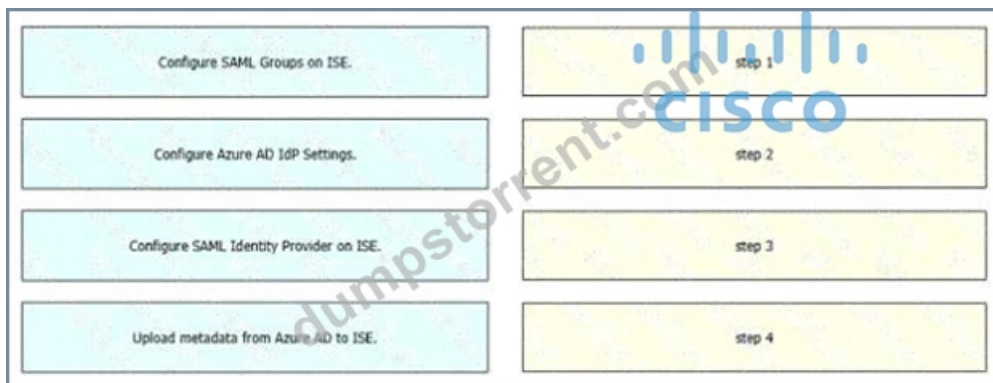 Configure SAML Groups on ISE.
step 1
CISCO
Configure Azure AD IdP Settings.
step 2
Configure SAML Identity Provider on ISE.
step 3
Upload metadata from Azure AD to ISE.
step 4
dumpstorrent.com